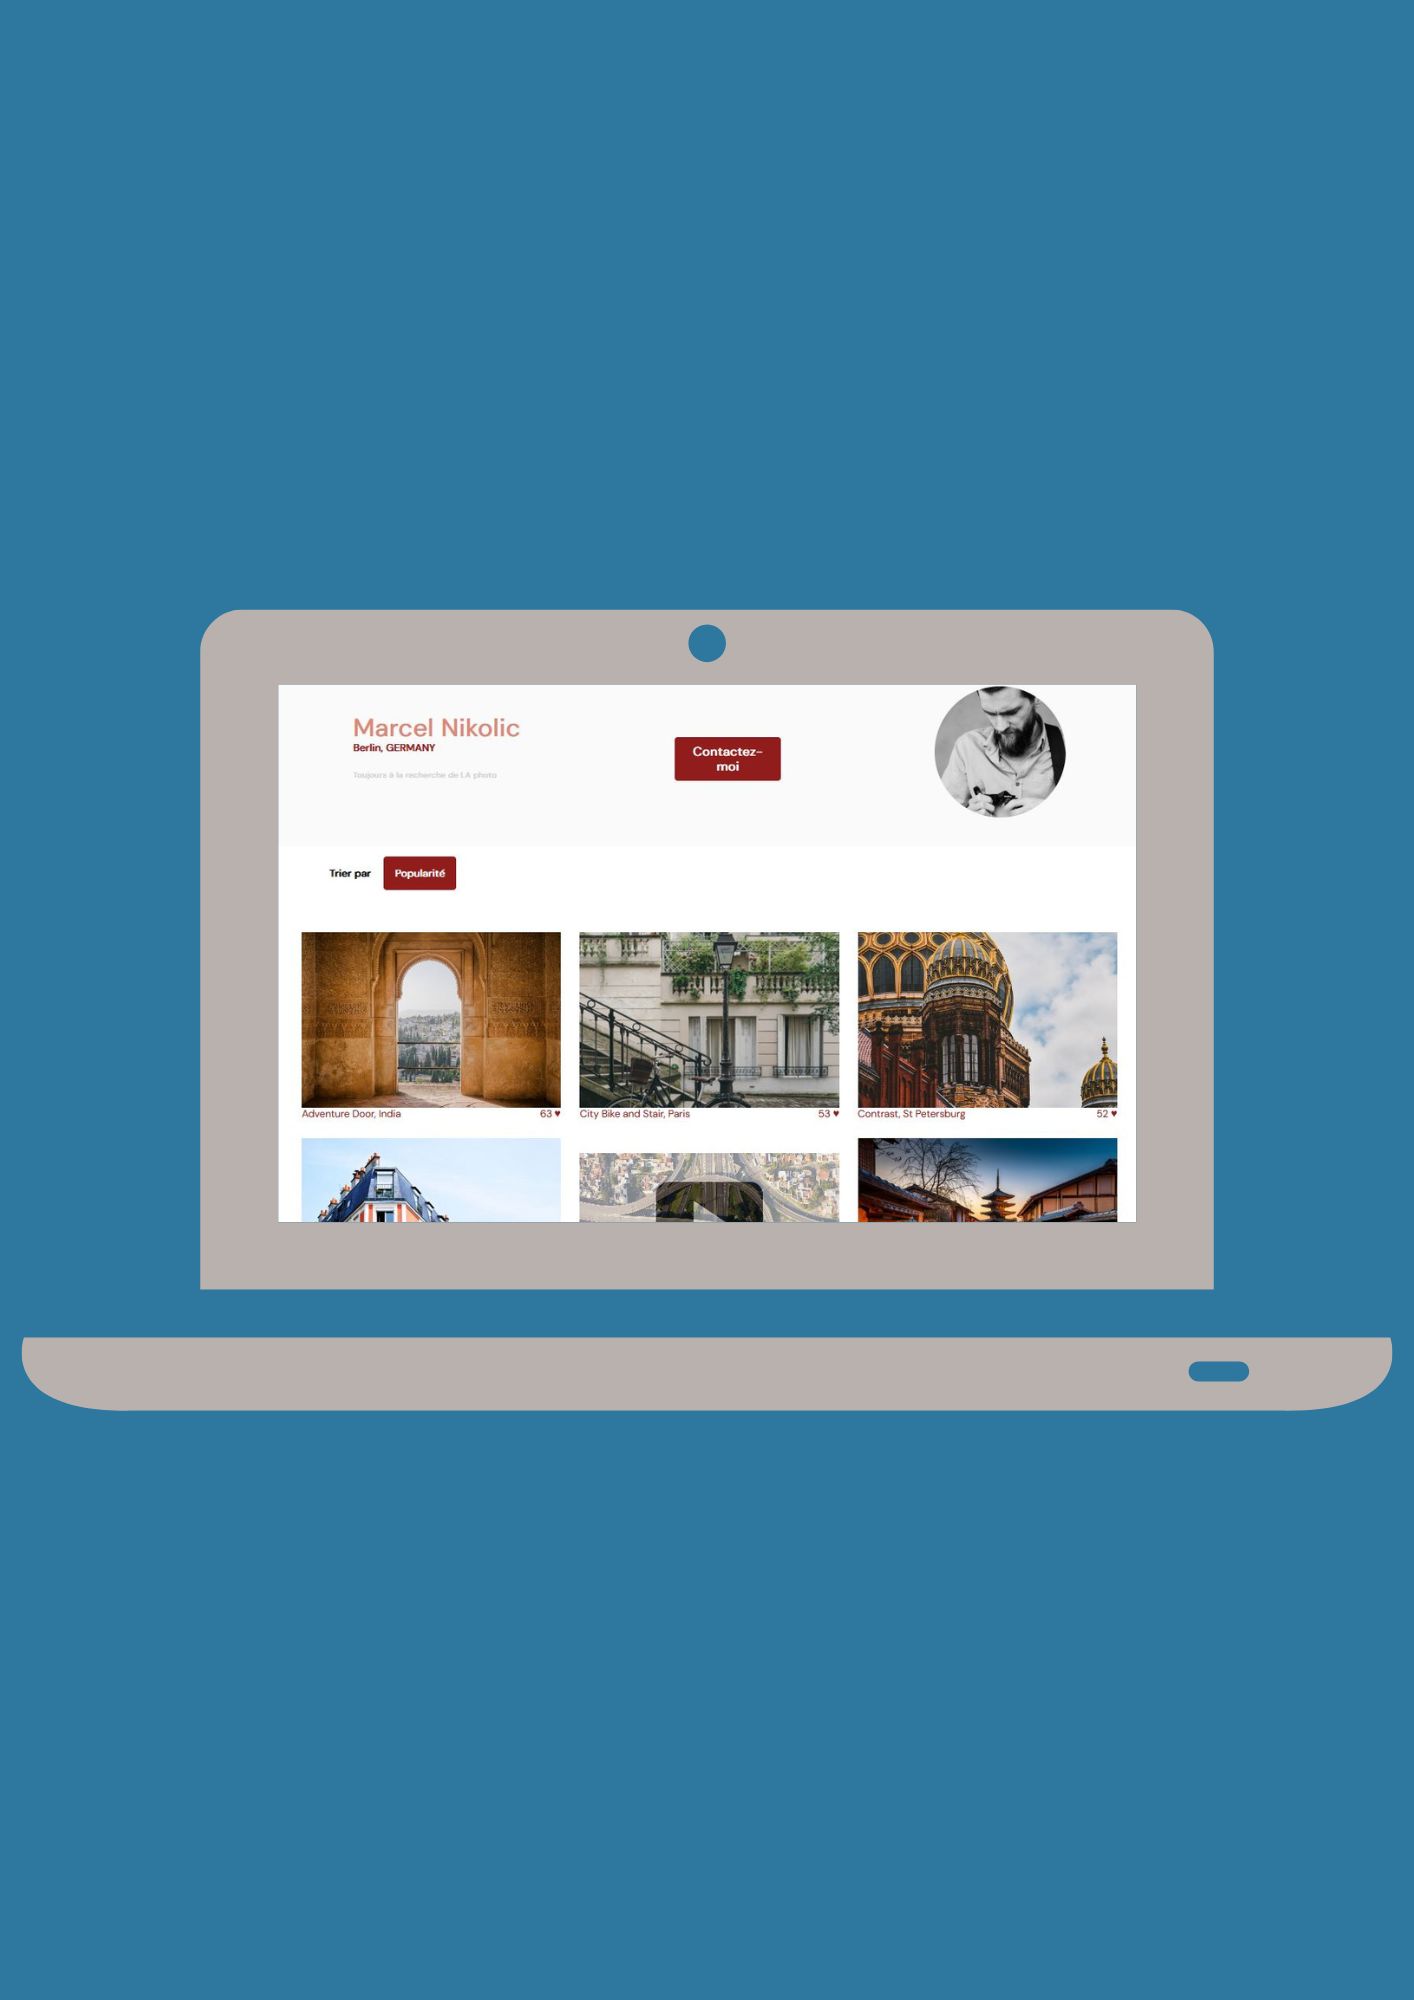 Marcel Nikolic
Berlin, GERMANY
Toujours à la recherche de LA photo
Contactez-
moi
Trier par
Popularité
Adventure Door, India
63 ♥
City Bike and Stair, Paris
53 ♥
Contrast, St Petersburg
52 ♥